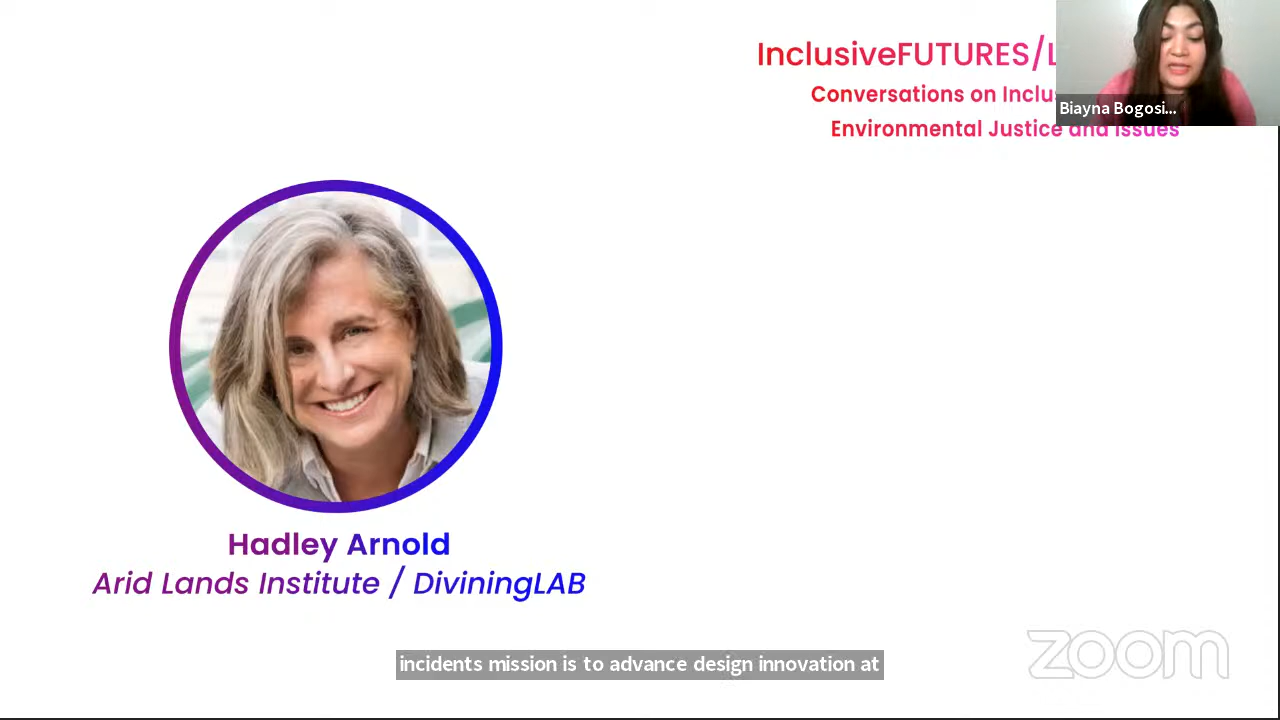 InclusiveFUTURES/L
Conversations on Inclus
Environmental Justice and Issues
Biayna Bogosi...
Hadley Arnold
Arid Lands Institute / DiviningLAB
incidents mission is to advance design innovation at
zoom